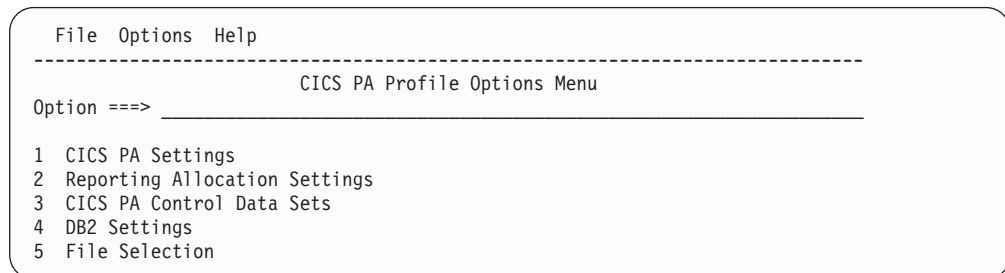 File Options Help
--------------------------------------------------------------------------------
CICS PA Profile Options Menu
Option ===> __________________________________________________________________
1 CICS PA Settings
2 Reporting Allocation Settings
3 CICS PA Control Data Sets
4 DB2 Settings
5 File Selection